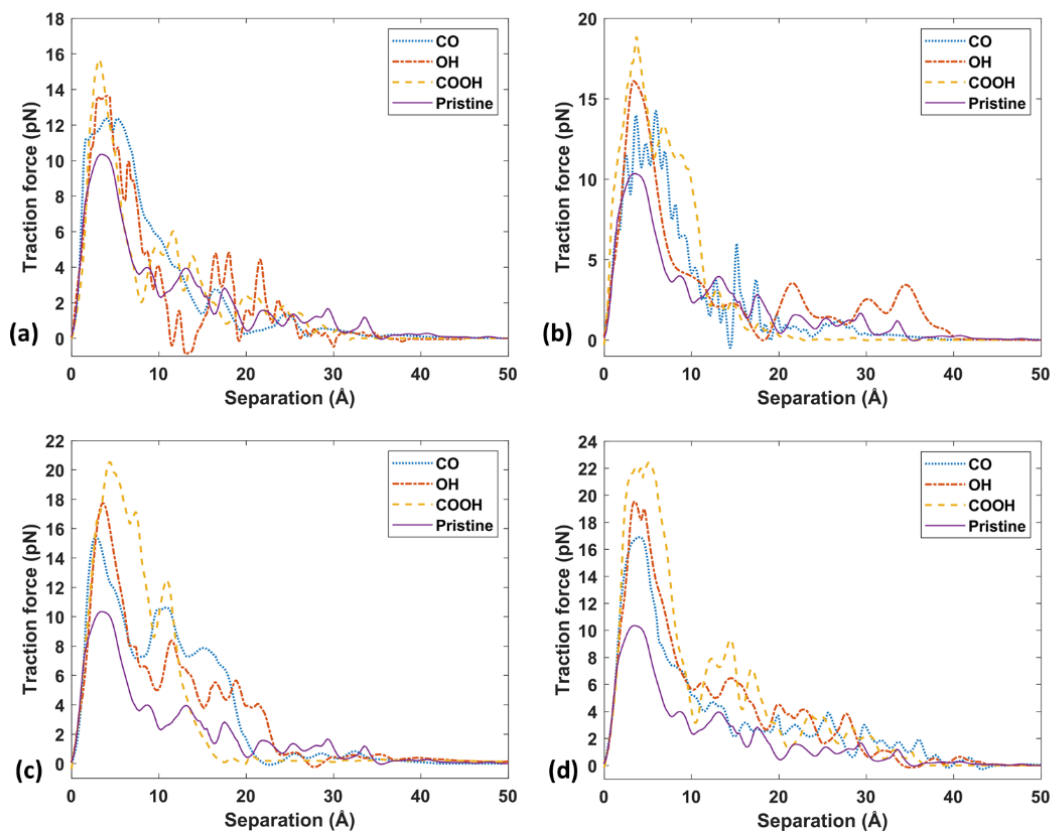 18
16
14
12
10
8
6
4
2
0
Traction force (pN)
CO
OH
COOH
Pristine
(a)
0 10 20 30 40 50
Separation (Å)
20
15
10
5
0
Traction force (pN)
CO
OH
COOH
Pristine
(b)
0 10 20 30 40 50
Separation (Å)
22
20
18
16
14
12
10
8
6
4
2
0
Traction force (pN)
CO
OH
COOH
Pristine
(c)
0 10 20 30 40 50
Separation (Å)
24
22
20
18
16
14
12
10
8
6
4
2
0
Traction force (pN)
CO
OH
COOH
Pristine
(d)
0 10 20 30 40 50
Separation (Å)